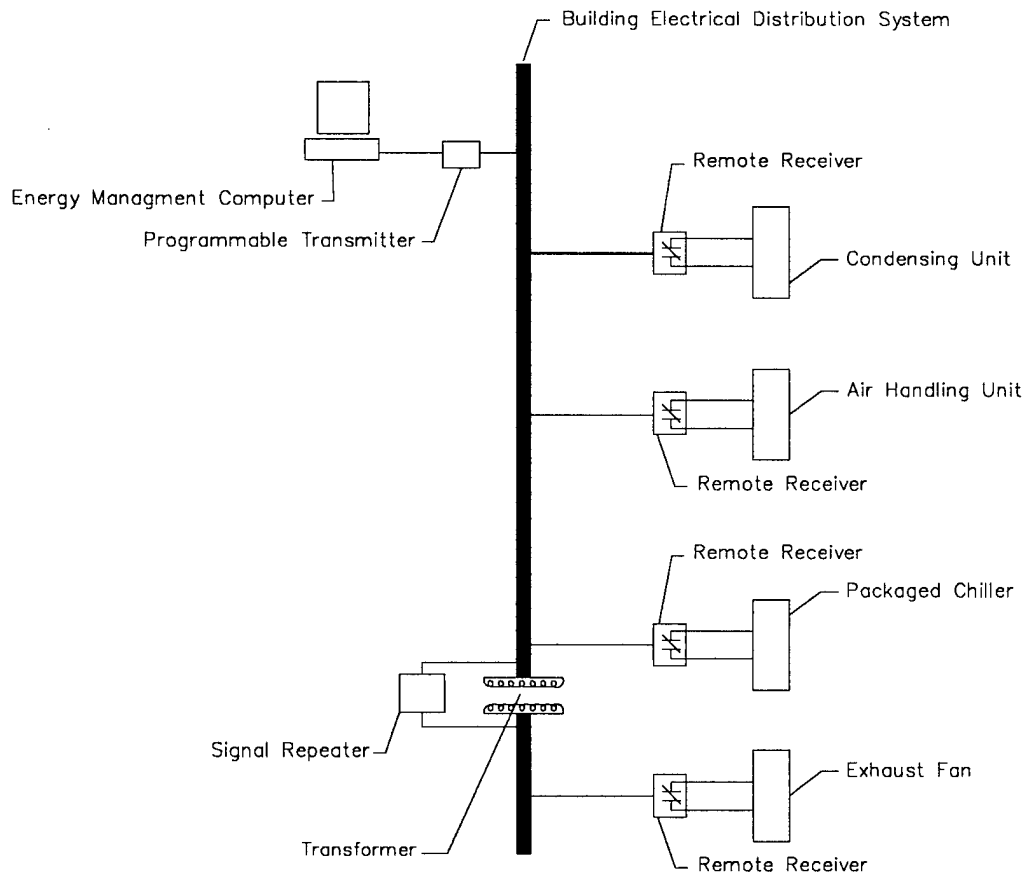 Building Electrical Distribution System
Remote Receiver
Energy Managment Computer
Programmable Transmitter
Condensing Unit
Air Handling Unit
Remote Receiver
Remote Receiver
Packaged Chiller
Signal Repeater
Exhaust Fan
Transformer
Remote Receiver